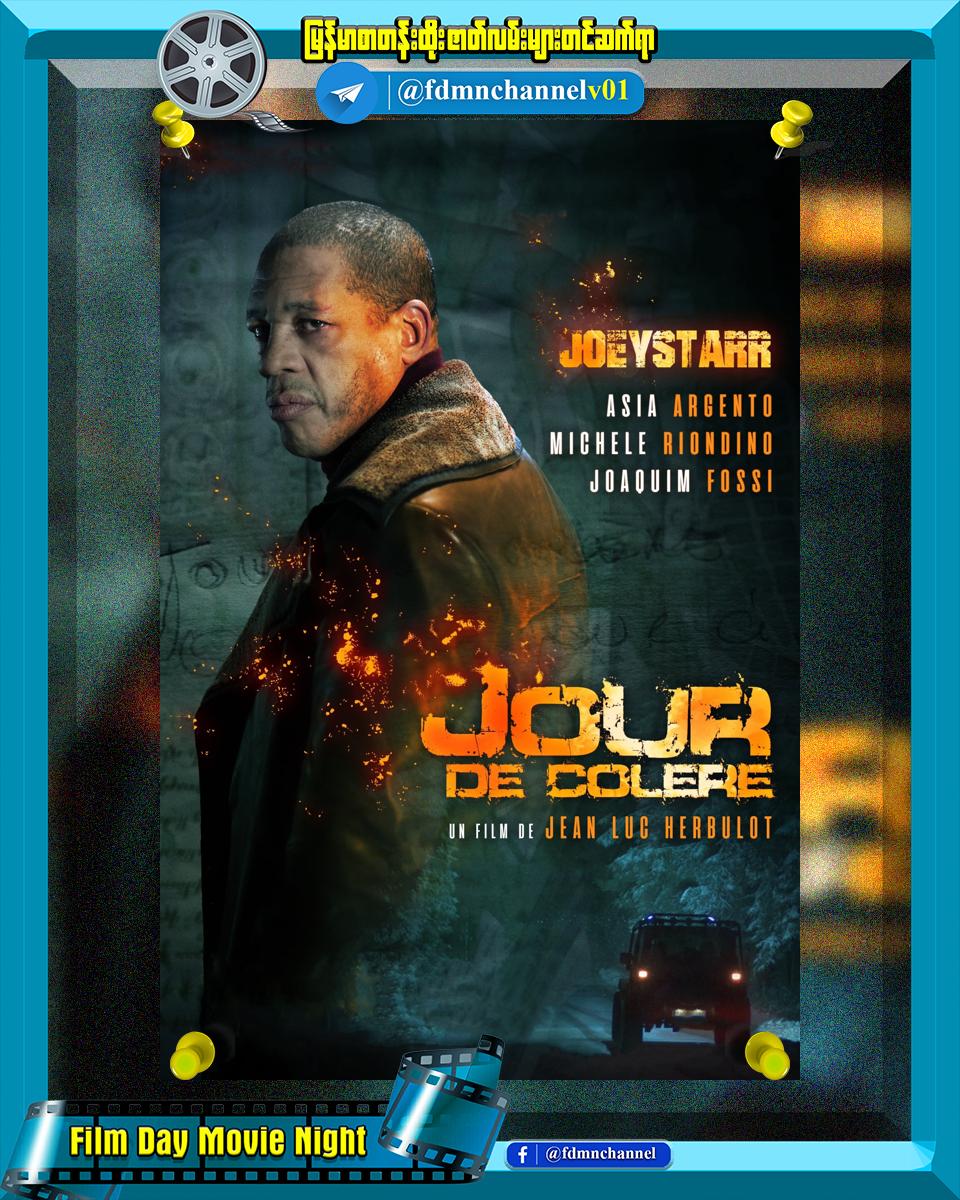 မြန်မာစာတန်းထိုးဇာတ်လမ်းများတင်ဆက်ရာ
@fdmnchannelv01
JOEYSTARR
ASIA ARGENTO
MICHELE RIONDINO
JOAQUIM FOSSI
JOUR
DE COLERE
UN FILM DE JEAN LUC HERBULOT
Film Day Movie Night
@fdmnchannel